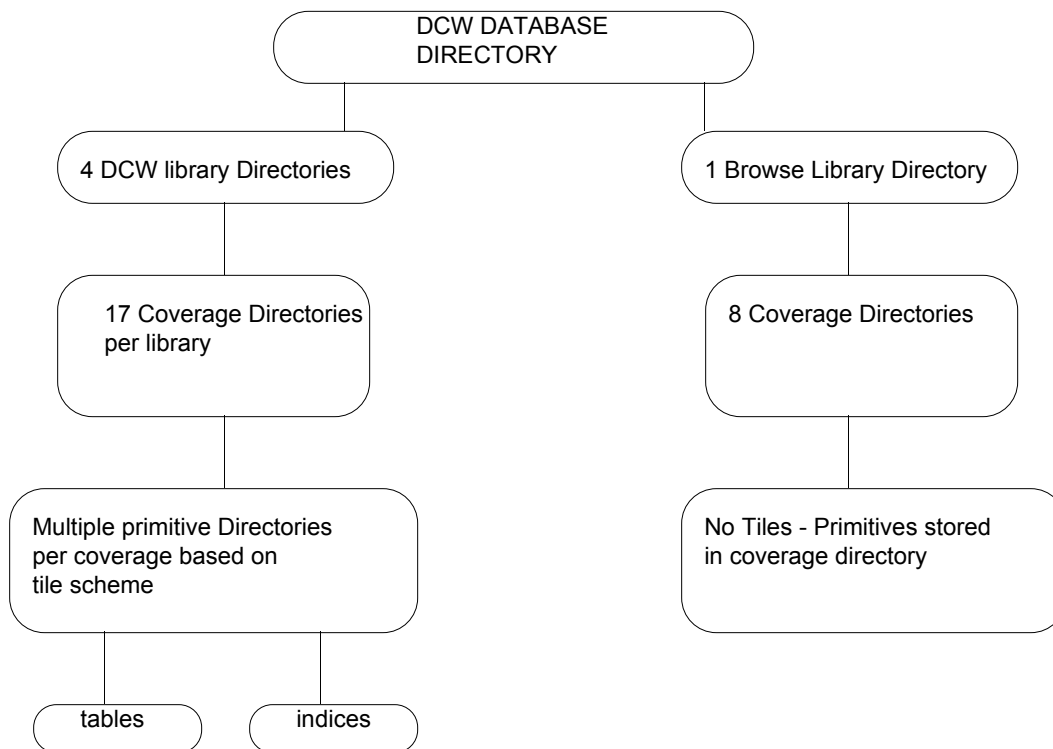 DCW DATABASE
DIRECTORY
4 DCW library Directories
1 Browse Library Directory
17 Coverage Directories
per library
8 Coverage Directories
Multiple primitive Directories
per coverage based on
tile scheme
No Tiles - Primitives stored
in coverage directory
tables
indices